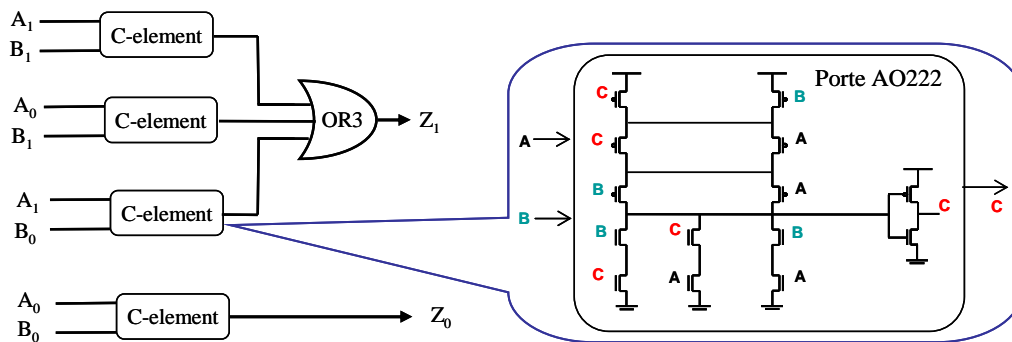 A1
B1
C-element
A0
B1
C-element
OR3
Z1
A1
B0
C-element
A0
B0
C-element
Z0
Porte AO222
A
B
C
B
C
A
B
A
B
C
B
C
A
C
A
C
C